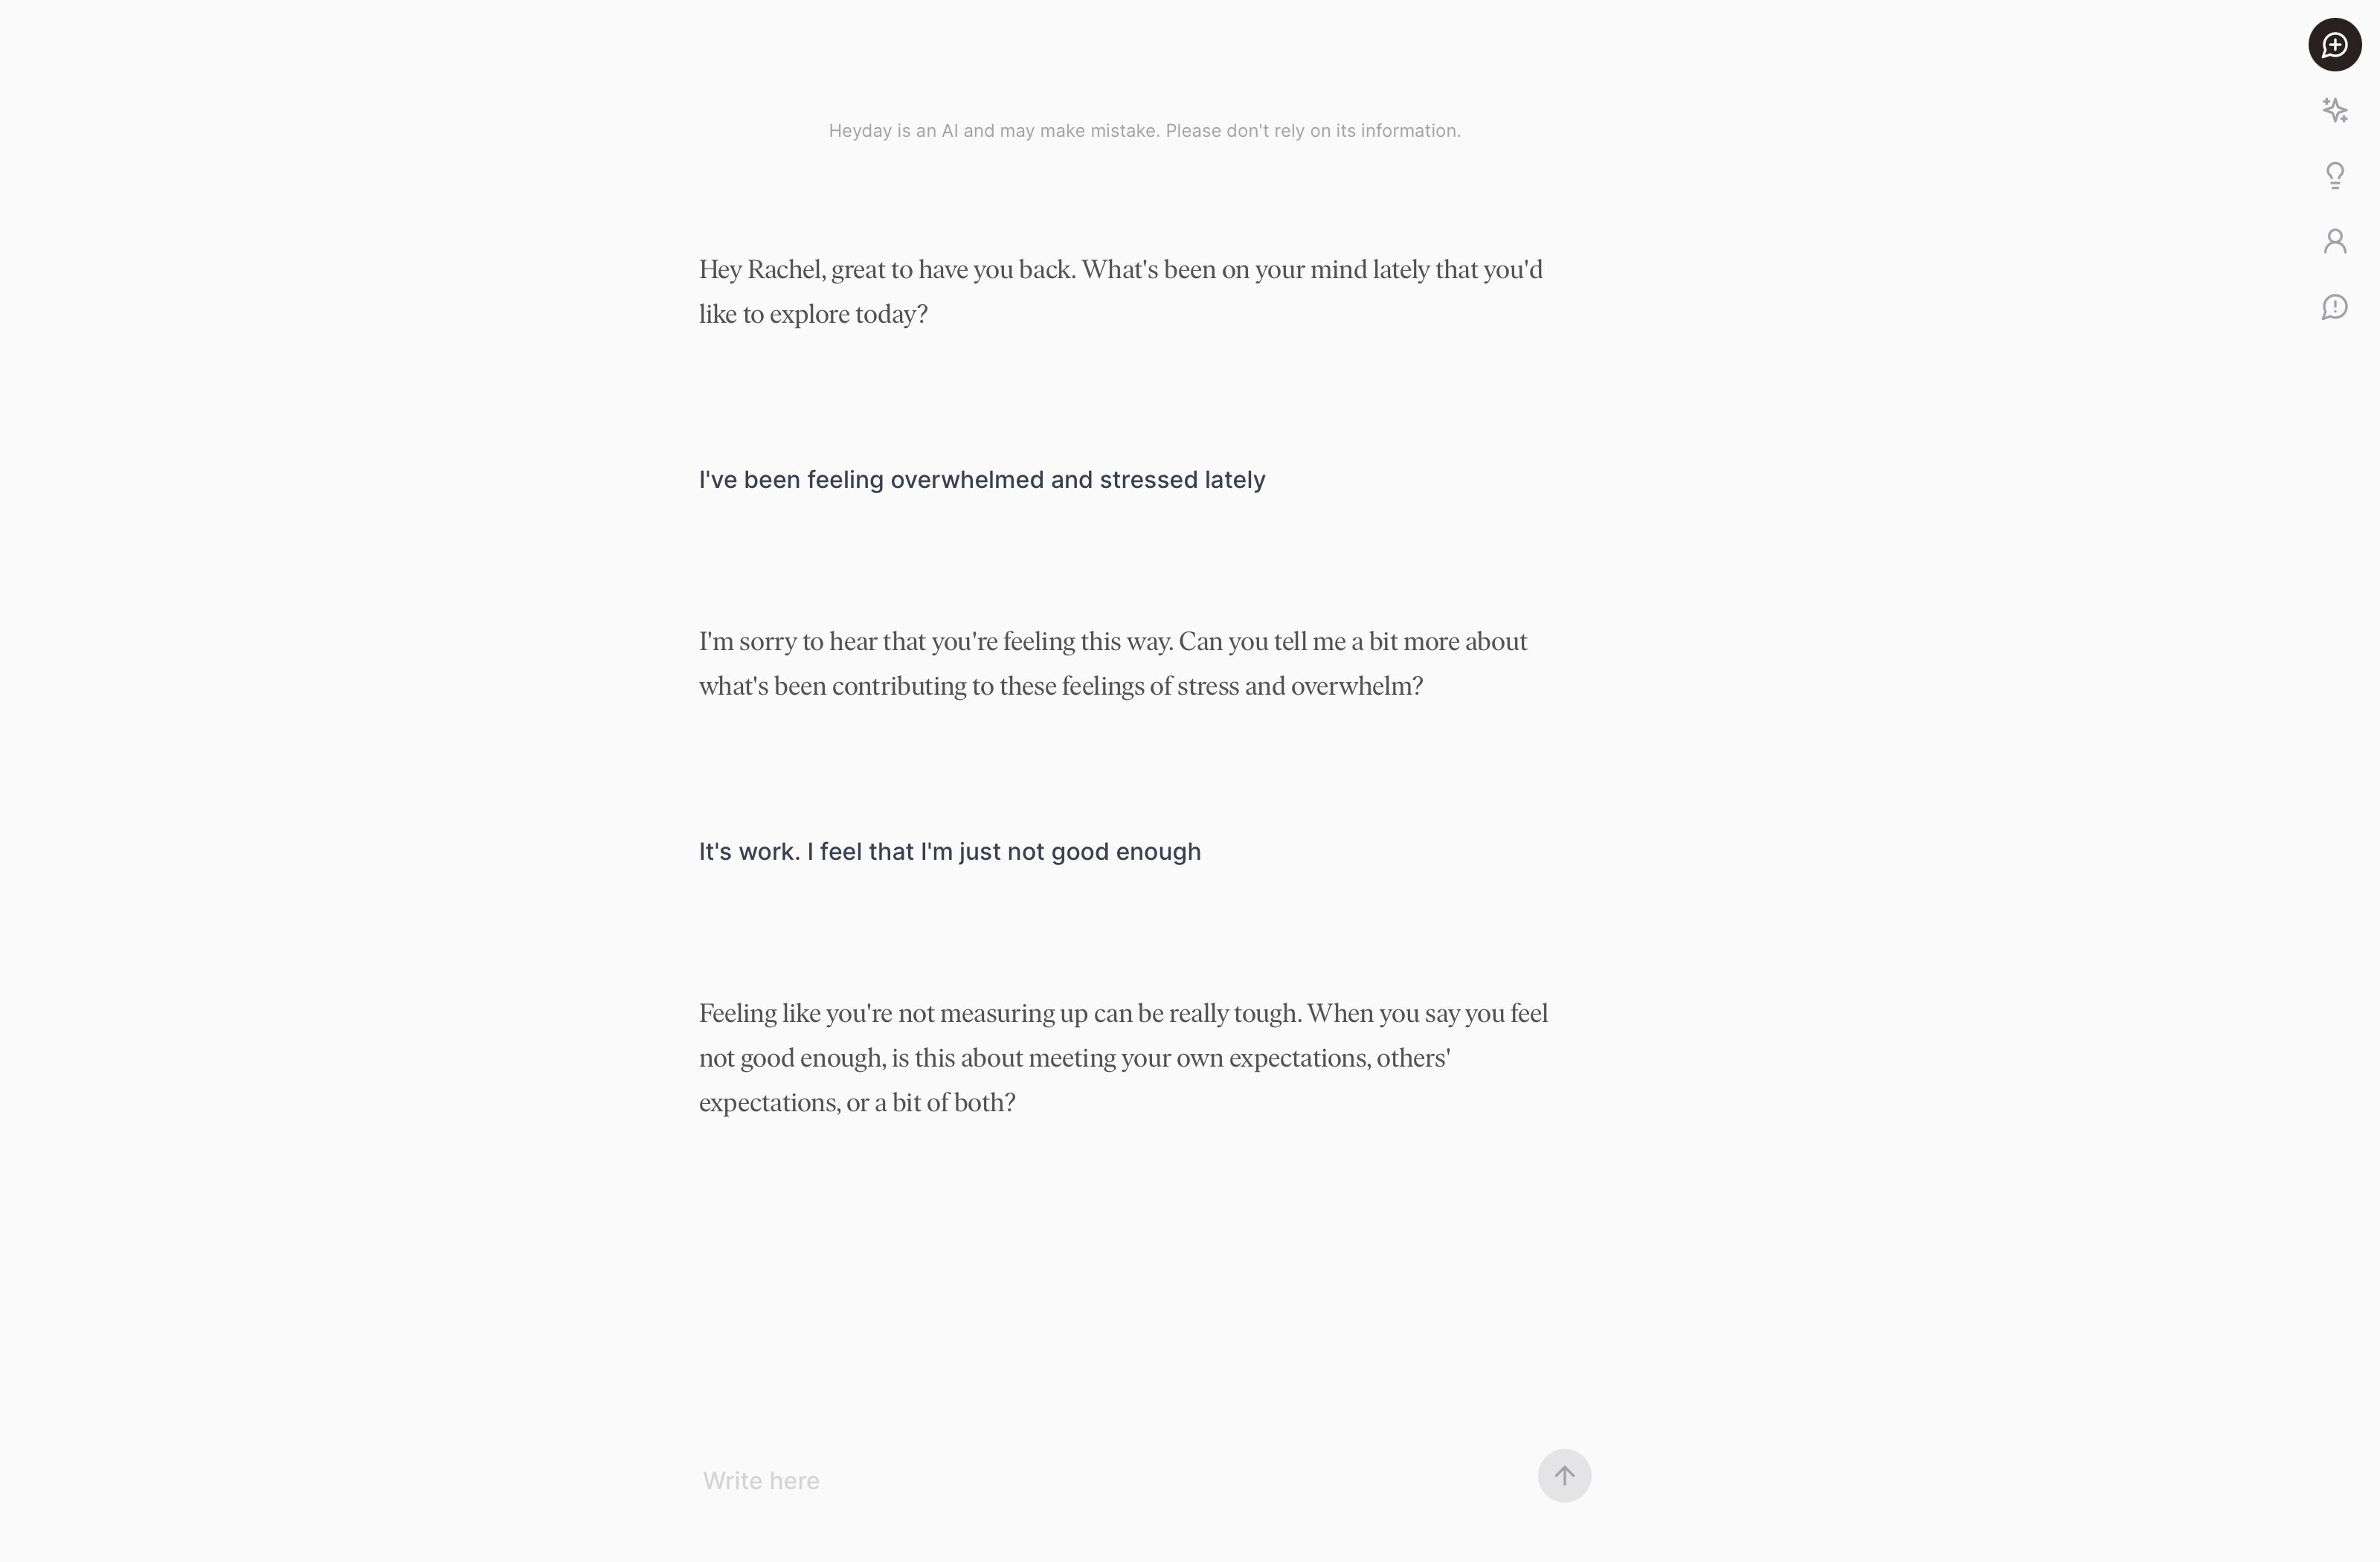 Heyday is an AI and may make mistake. Please don't rely on its information.
Hey Rachel, great to have you back. What's been on your mind lately that you'd
like to explore today?
I've been feeling overwhelmed and stressed lately
I'm sorry to hear that you're feeling this way. Can you tell me a bit more about
what's been contributing to these feelings of stress and overwhelm?
It's work. I feel that I'm just not good enough
Feeling like you're not measuring up can be really tough. When you say you feel
not good enough, is this about meeting your own expectations, others'
expectations, or a bit of both?
Write here